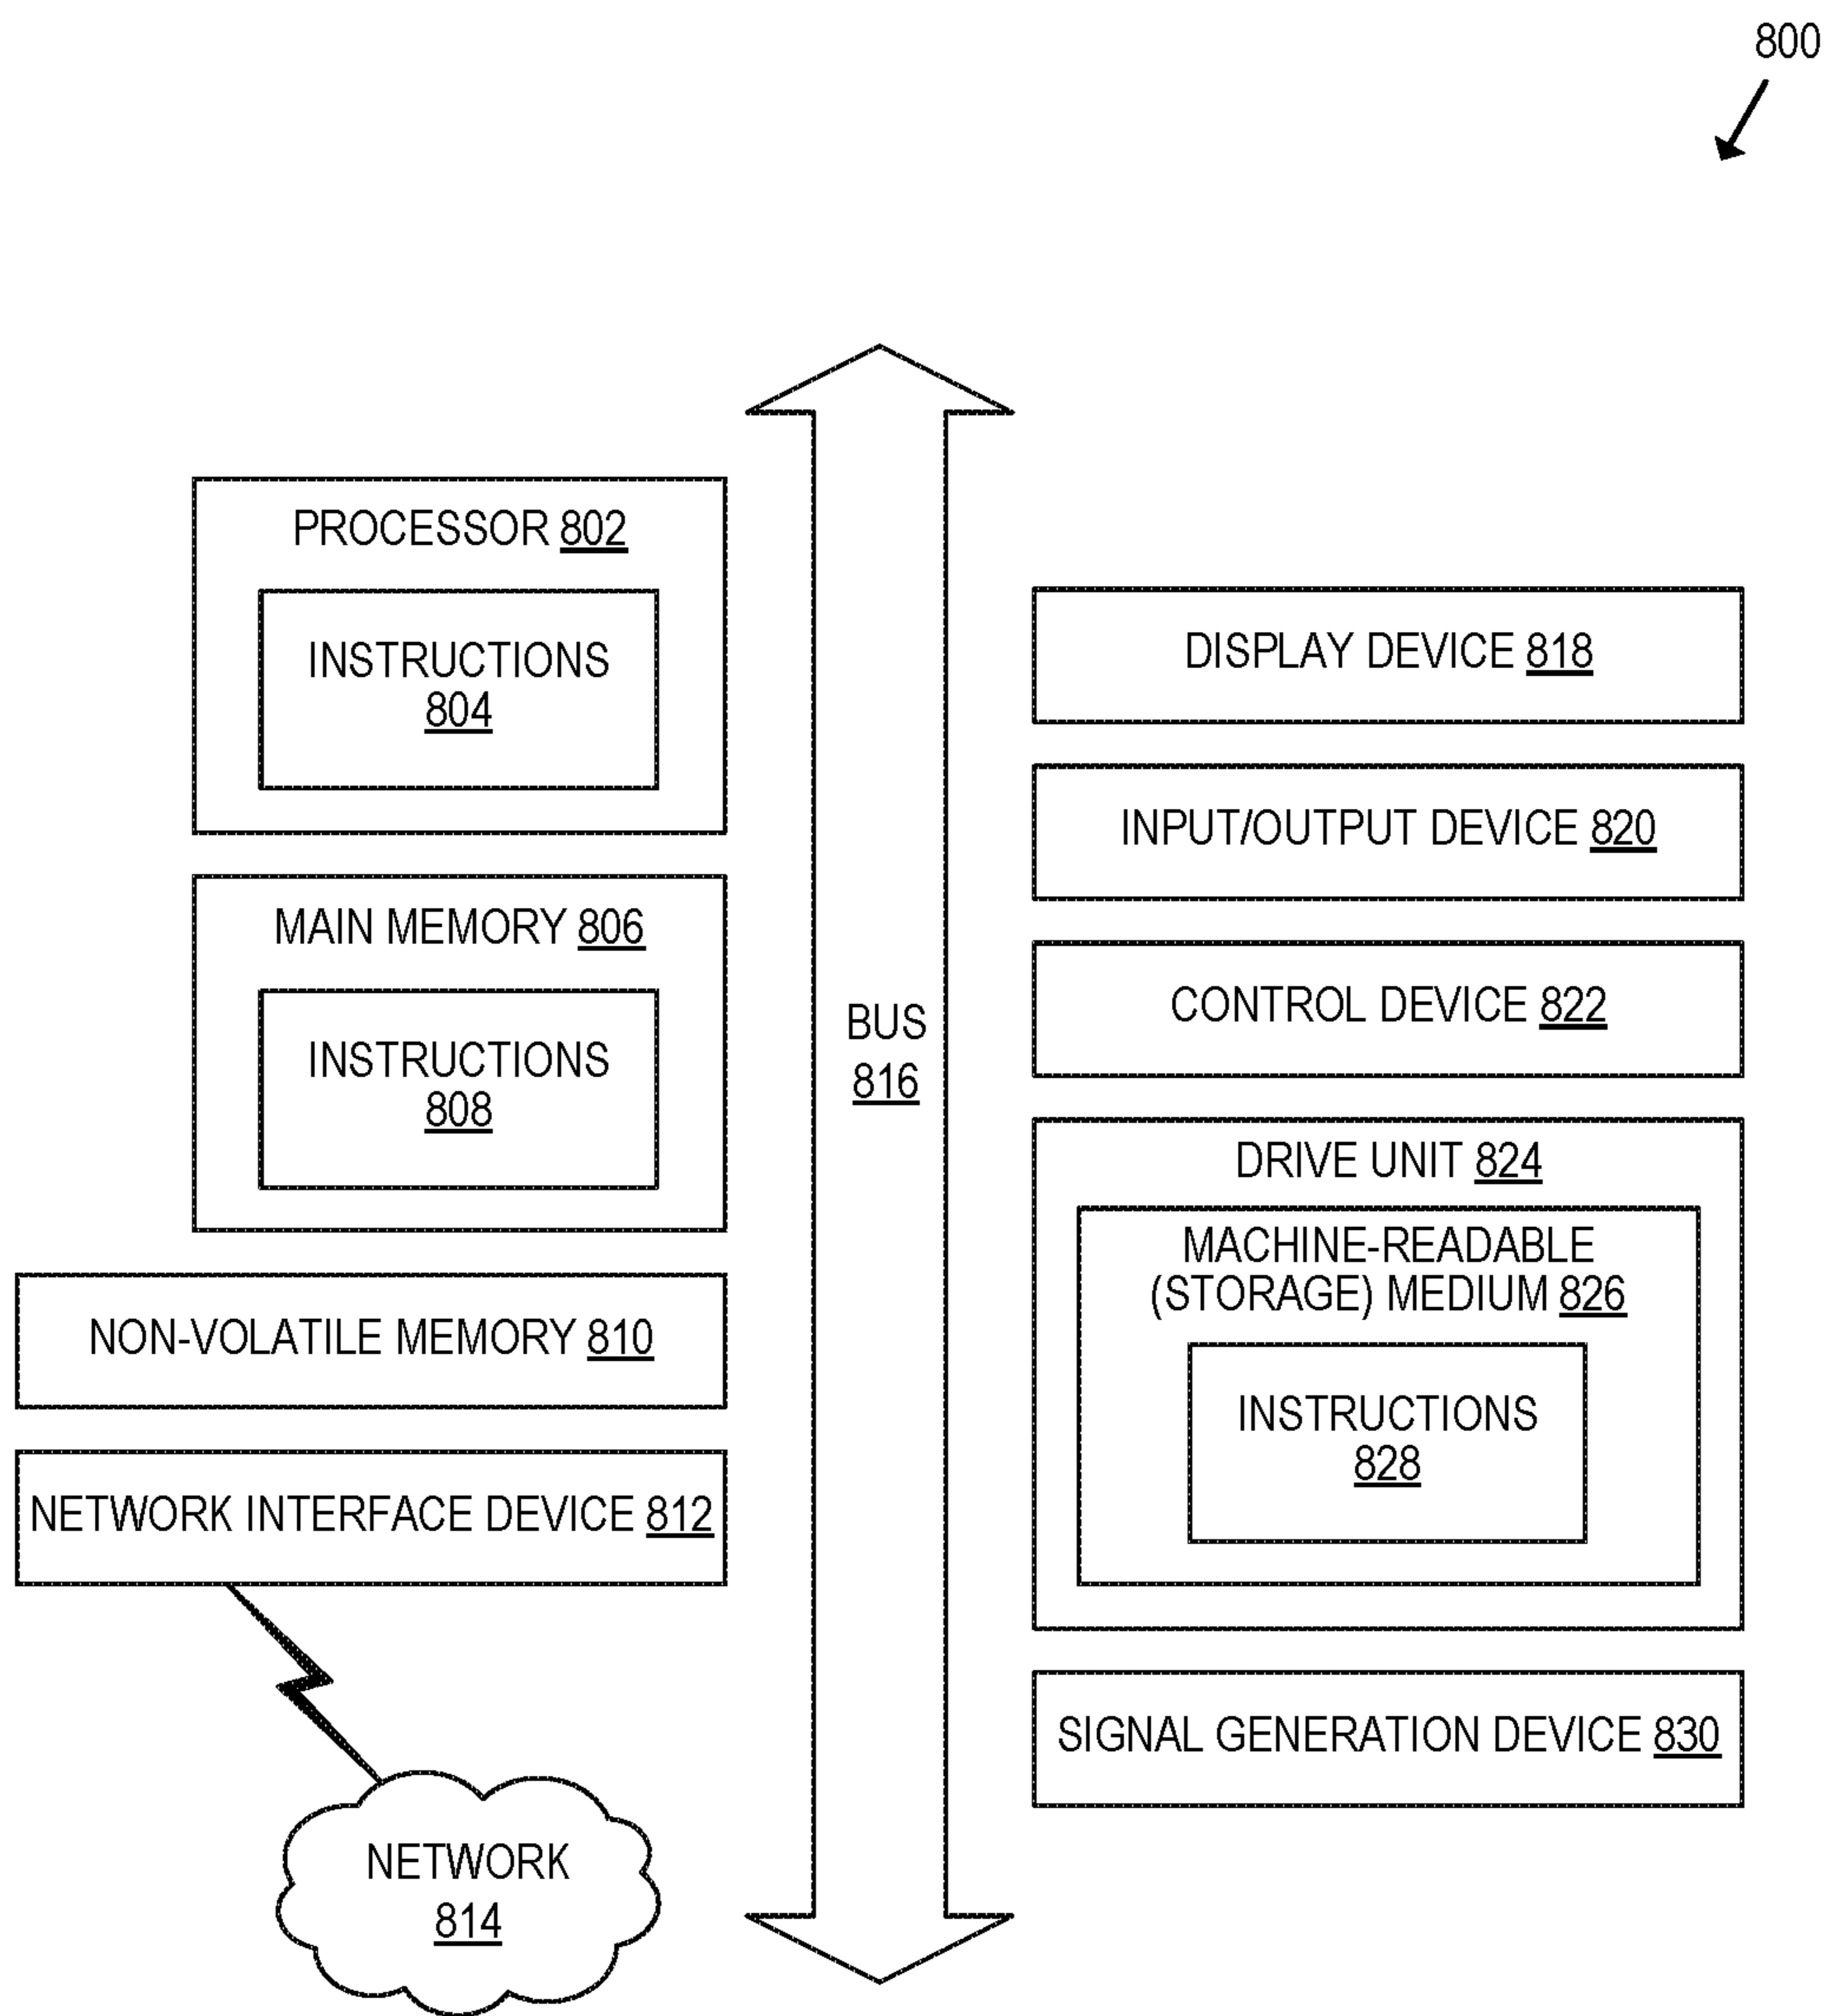 800
PROCESSOR 802
INSTRUCTIONS
804
MAIN MEMORY 806
INSTRUCTIONS
808
NON-VOLATILE MEMORY 810
NETWORK INTERFACE DEVICE 812
NETWORK
814
BUS
816
DISPLAY DEVICE 818
INPUT/OUTPUT DEVICE 820
CONTROL DEVICE 822
DRIVE UNIT 824
MACHINE-READABLE
(STORAGE) MEDIUM 826
INSTRUCTIONS
828
SIGNAL GENERATION DEVICE 830